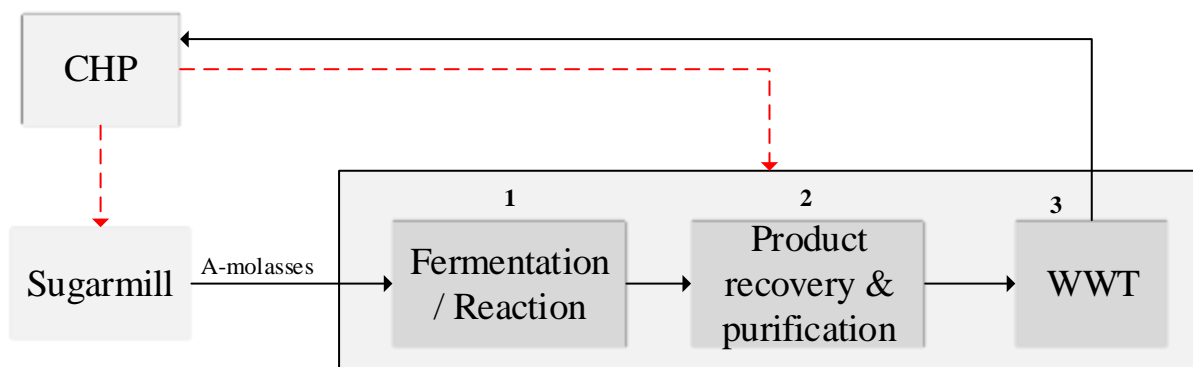 CHP
1
2
3
Sugarmill
A-molasses
Fermentation
/ Reaction
Product
recovery &
purification
WWT